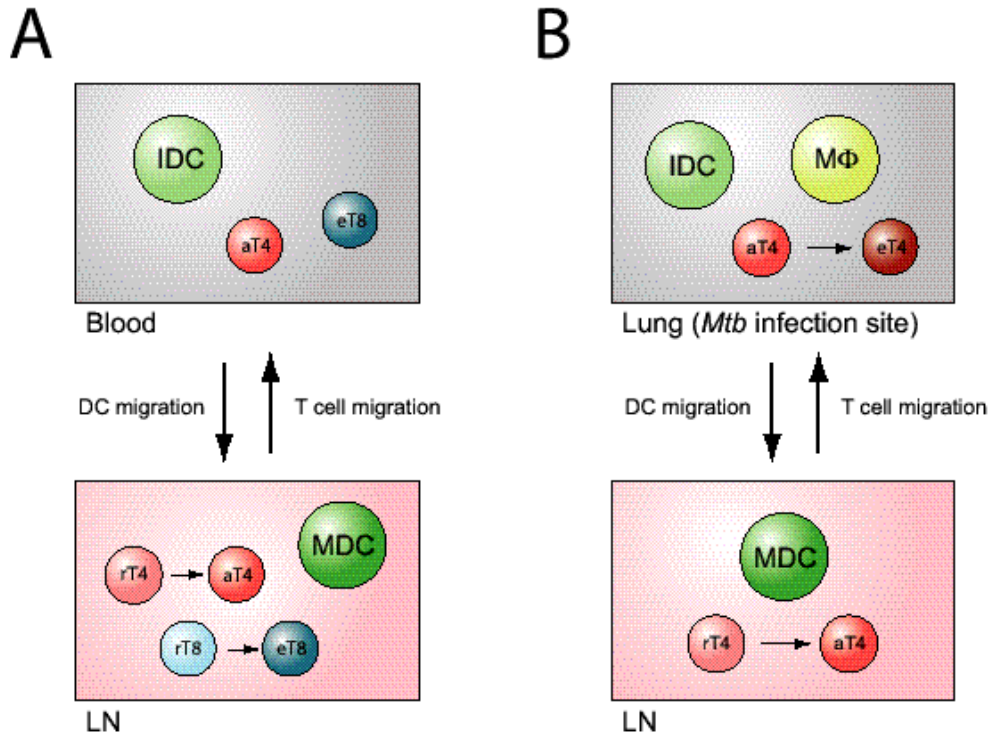 A
IDC
aT4
eT8
Blood
DC migration
T cell migration
rT4
aT4
MDC
rT8
eT8
LN
B
IDC
MΦ
aT4
eT4
Lung (Mtb infection site)
DC migration
T cell migration
MDC
rT4
aT4
LN